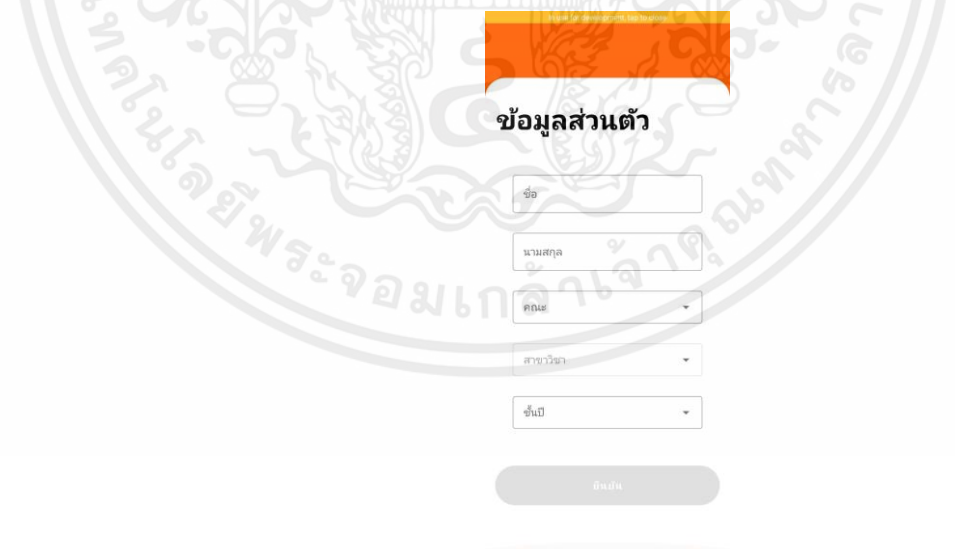 ข้อมูลส่วนตัว
ชื่อ
นามสกุล
คณะ
สาขาวิชา
ชั้นปี
ยืนยัน